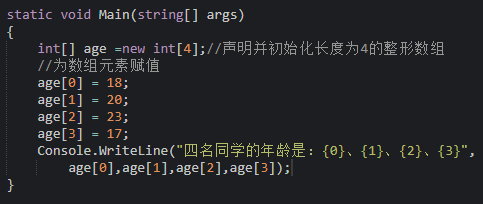 static void Main(string[] args)
{
    int[] age =new int[4];//声明并初始化长度为4的整形数组
    //为数组元素赋值
    age[0] = 18;
    age[1] = 20;
    age[2] = 23;
    age[3] = 17;
    Console.WriteLine("四名同学的年龄是：{0}、{1}、{2}、{3}",
        age[0],age[1],age[2],age[3]);
}